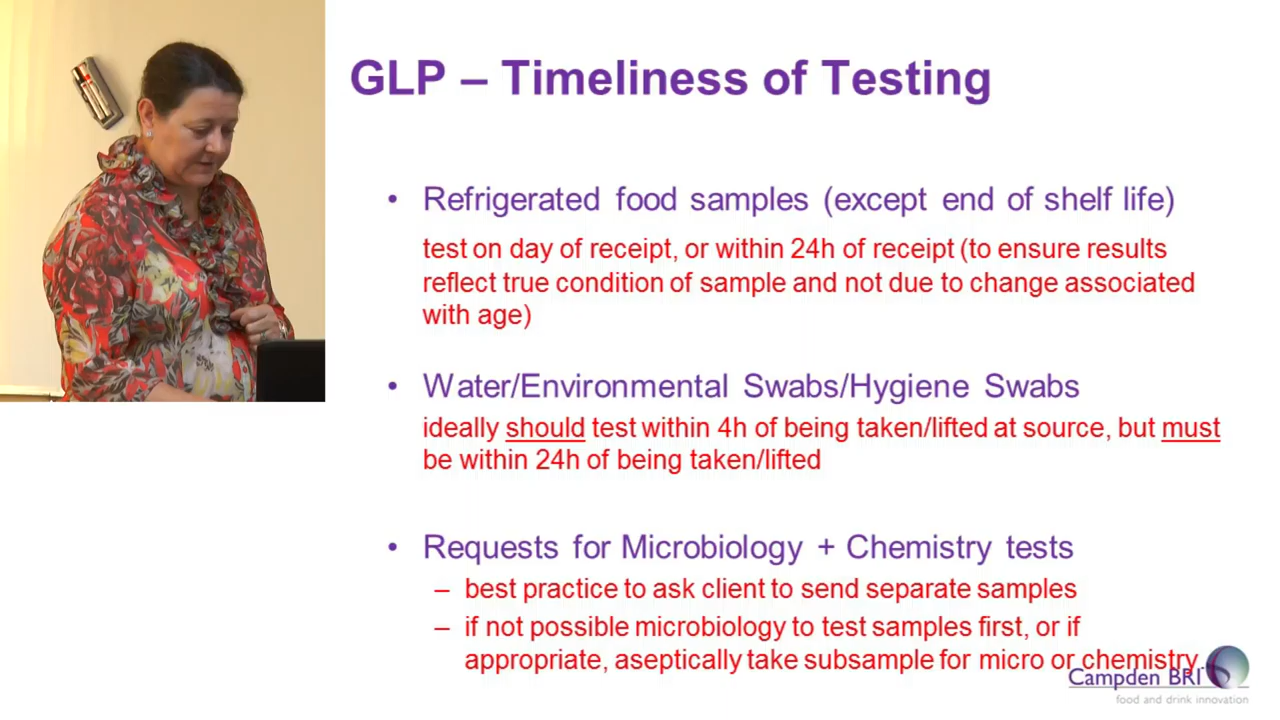 GLP – Timeliness of Testing
• Refrigerated food samples (except end of shelf life)
test on day of receipt, or within 24h of receipt (to ensure results
reflect true condition of sample and not due to change associated
with age)
• Water/Environmental Swabs/Hygiene Swabs
ideally should test within 4h of being taken/lifted at source, but must
be within 24h of being taken/lifted
• Requests for Microbiology + Chemistry tests
– best practice to ask client to send separate samples
– if not possible microbiology to test samples first, or if
appropriate, aseptically take subsample for micro or chemistry
Campden BRI
food and drink innovation